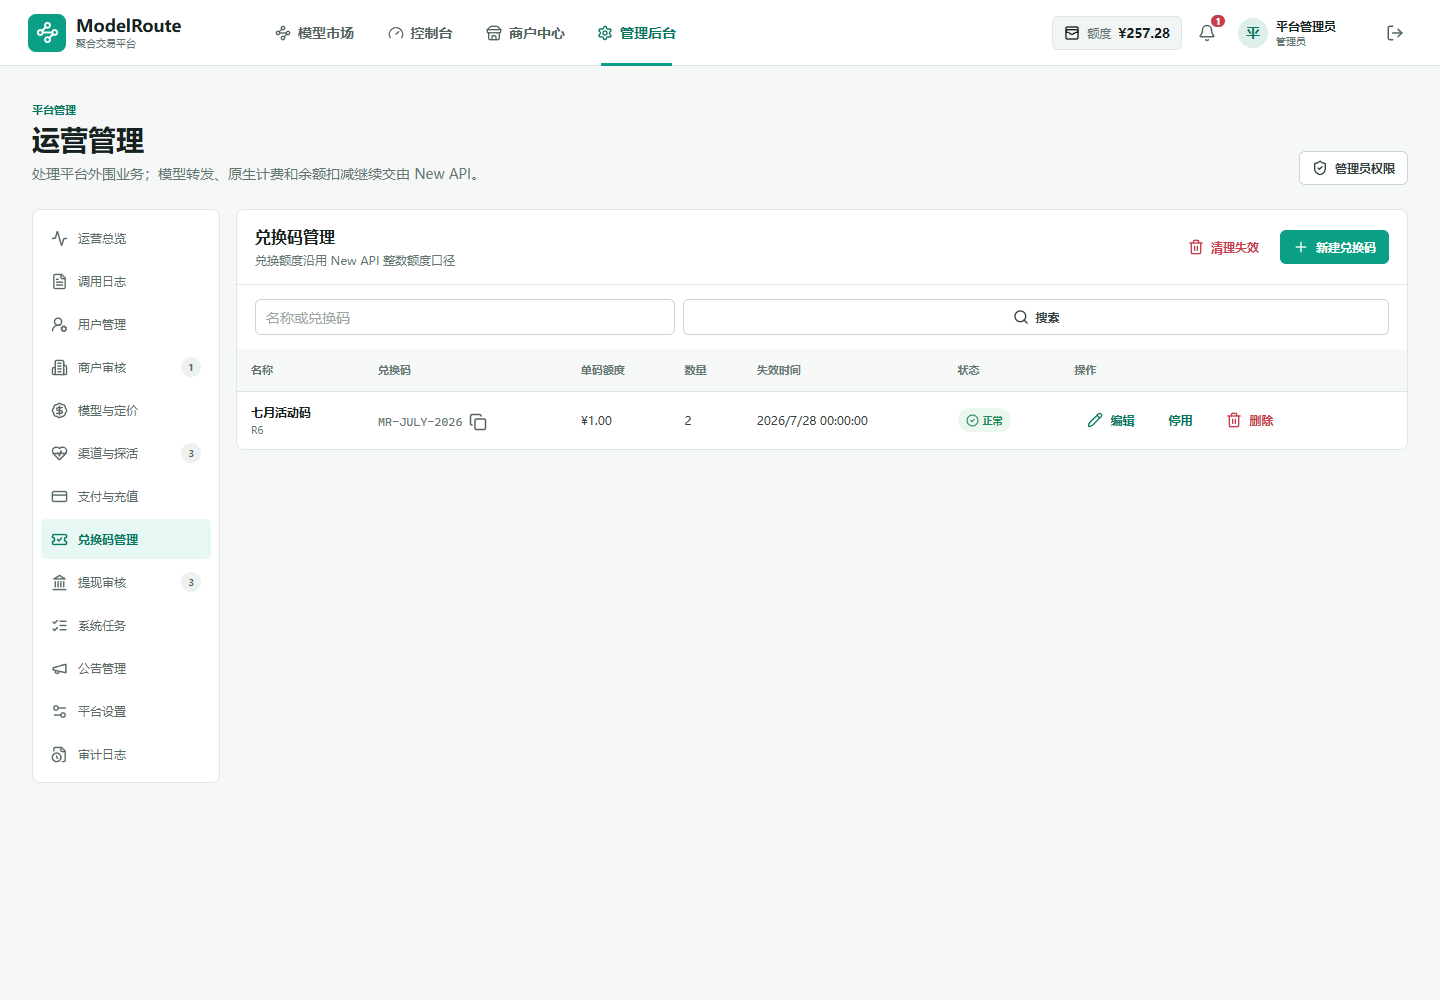 ModelRoute
聚合交易平台
模型市场
控制台
商户中心
管理后台
额度 ¥257.28
1
平
平台管理员
管理员
平台管理
运营管理
处理平台外围业务；模型转发、原生计费和余额扣减继续交由 New API。
管理员权限
运营总览
调用日志
用户管理
商户审核 1
模型与定价
渠道与探活 3
支付与充值
兑换码管理
提现审核 3
系统任务
公告管理
平台设置
审计日志
兑换码管理
兑换额度沿用 New API 整数额度口径
清理失效
新建兑换码
名称或兑换码
搜索
名称 兑换码 单码额度 数量 失效时间 状态 操作
七月活动码 MR-JULY-2026 ¥1.00 2 2026/7/28 00:00:00 正常 编辑 停用 删除
R6